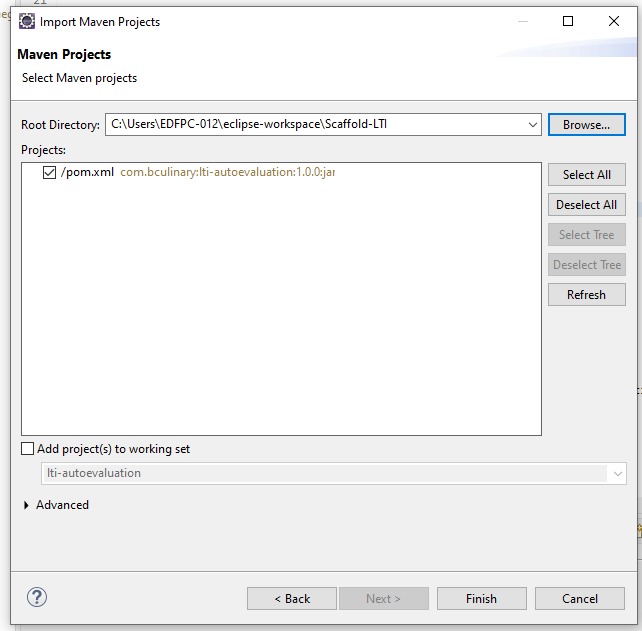 21
Import Maven Projects
Maven Projects
Select Maven projects
Root Directory: C:\Users\EDFPC-012\eclipse-workspace\Scaffold-LTI Browse...
Projects:
/pom.xml com.bculinary:lti-autoevaluation:1.0.0:jar
Select All
Deselect All
Select Tree
Deselect Tree
Refresh
Add project(s) to working set
lti-autoevaluation
Advanced
? < Back Next > Finish Cancel